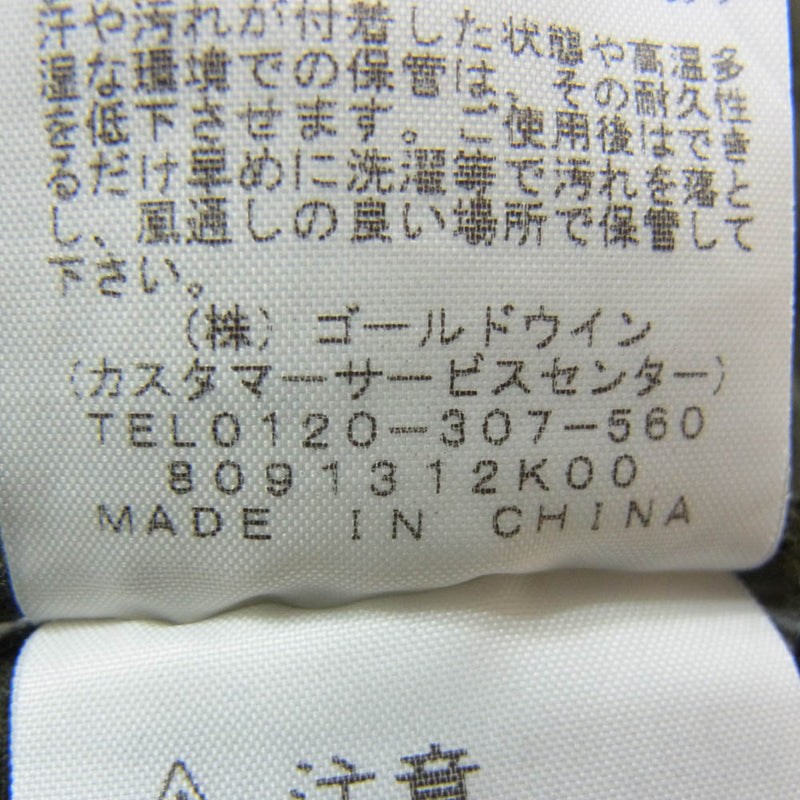 汗や汚れが付着した状態や高温多
湿な環境での保管は、その耐久性
を低下させます。ご使用後はでき
るだけ早めに洗濯等で汚れを落と
し、風通しの良い場所で保管して
下さい。
(株) ゴールドウイン
(カスタマーサービスセンター)
TEL0120-307-560
8091312K00
MADE IN CHINA
注意